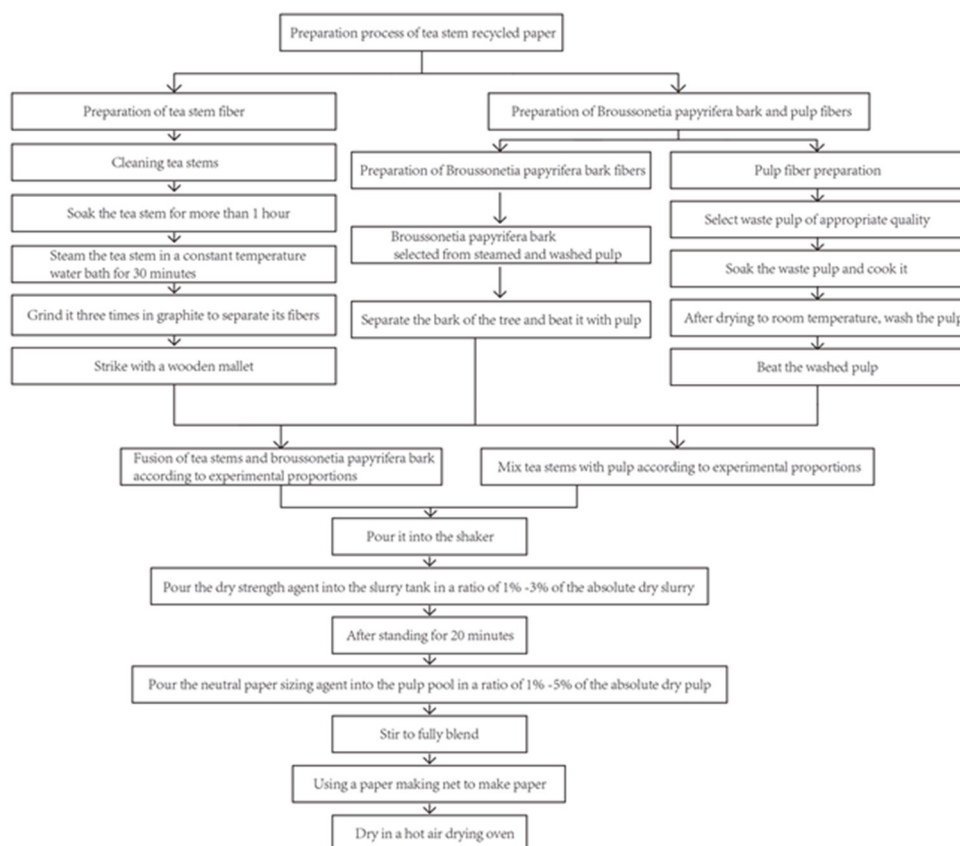 Preparation process of tea stem recycled paper
Preparation of tea stem fiber
Preparation of Broussonetia papyrifera bark and pulp fibers
Cleaning tea stems
Preparation of Broussonetia papyrifera bark fibers
Pulp fiber preparation
Soak the tea stem for more than 1 hour
Select waste pulp of appropriate quality
Steam the tea stem in a constant temperature
water bath for 30 minutes
Broussonetia papyrifera bark
selected from steamed and washed pulp
Soak the waste pulp and cook it
Grind it three times in graphite to separate its fibers
Separate the bark of the tree and beat it with pulp
After drying to room temperature, wash the pulp
Strike with a wooden mallet
Beat the washed pulp
Fusion of tea stems and broussonetia papyrifera bark
according to experimental proportions
Mix tea stems with pulp according to experimental proportions
Pour it into the shaker
Pour the dry strength agent into the slurry tank in a ratio of 1% -3% of the absolute dry slurry
After standing for 20 minutes
Pour the neutral paper sizing agent into the pulp pool in a ratio of 1% -5% of the absolute dry pulp
Stir to fully blend
Using a paper making net to make paper
Dry in a hot air drying oven